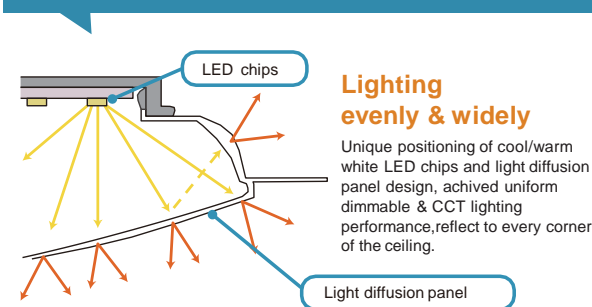 LED chips
Lighting
evenly & widely
Unique positioning of cool/warm
white LED chips and light diffusion
panel design, achived uniform
dimmable & CCT lighting
performance,reflect to every corner
of the ceiling.
Light diffusion panel